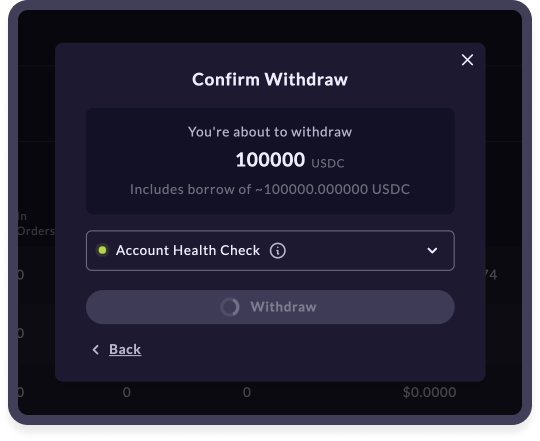 Confirm Withdraw
You're about to withdraw
100000 USDC
Includes borrow of ~100000.000000 USDC
in
Orders
Account Health Check
0
74
Withdraw
0
Back
0 0 0 $0.0000